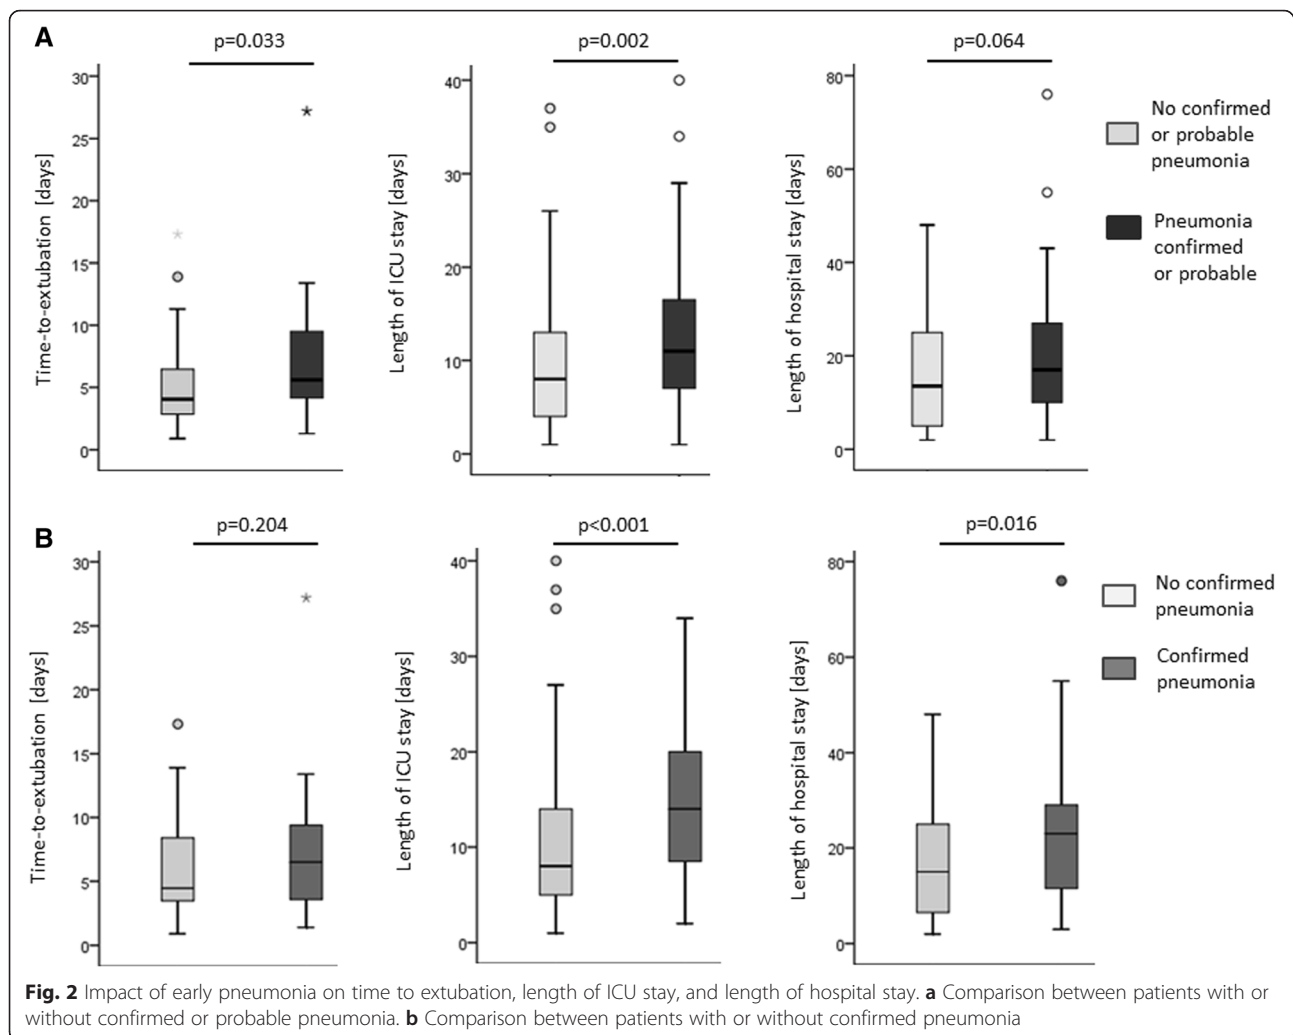 A
p=0.033
p=0.002
p=0.064
Time-to-extubation [days]
30
25
20
15
10
5
0
Length of ICU stay [days]
40
30
20
10
0
Length of hospital stay [days]
80
60
40
20
0
No confirmed
or probable
pneumonia
Pneumonia
confirmed
or probable
B
p=0.204
p<0.001
p=0.016
Time-to-extubation [days]
30
25
20
15
10
5
0
Length of ICU stay [days]
40
30
20
10
0
Length of hospital stay [days]
80
60
40
20
0
No confirmed
pneumonia
Confirmed
pneumonia
Fig. 2 Impact of early pneumonia on time to extubation, length of ICU stay, and length of hospital stay. a Comparison between patients with or
without confirmed or probable pneumonia. b Comparison between patients with or without confirmed pneumonia